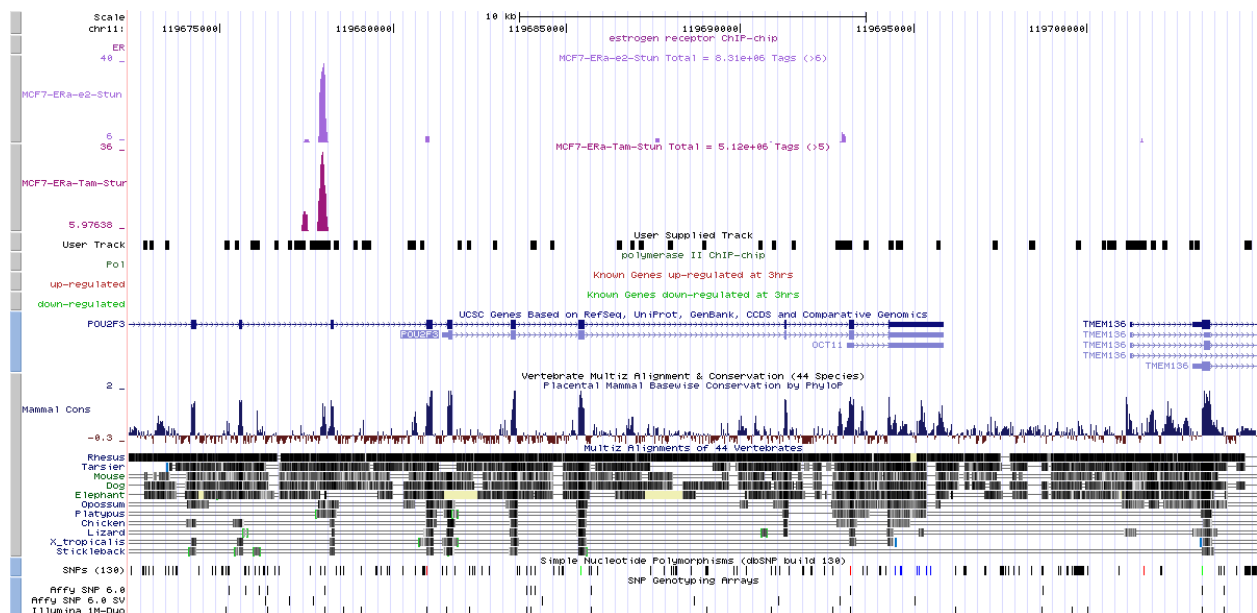 Scale 10 kb
chr11: 119675000 119680000 119685000 119690000 119695000 119700000
estrogen receptor ChIP-chip
ER
MCF7-ERa-e2-Stun Total = 8.31e+06 Tags (>6)
40 _
MCF7-ERa-e2-Stun
6 _
MCF7-ERa-Tam-Stun Total = 5.12e+06 Tags (>5)
36 _
MCF7-ERa-Tam-Stur
5.97638 _
User Supplied Track
User Track
polymerase II ChIP-chip
Pol
Known Genes up-regulated at 3hrs
up-regulated
Known Genes down-regulated at 3hrs
down-regulated
UCSC Genes Based on RefSeq, UniProt, GenBank, CCDS and Comparative Genomics
POU2F3 TMEM136
POU2F3 TMEM136
OCT11 TMEM136
TMEM136
TMEM136
Vertebrate Multiz Alignment & Conservation (44 Species)
Placental Mammal Basewise Conservation by PhyloP
2 _
Mammal Cons
-0.3 _
Multiz Alignments of 44 Vertebrates
Rhesus
Tarsier
Mouse
Dog
Elephant
Opossum
Platypus
Chicken
Lizard
X_tropicalis
Stickleback
Simple Nucleotide Polymorphisms (dbSNP build 130)
SNPs (130)
SNP Genotyping Arrays
Affy SNP 6.0
Affy SNP 6.0 SV
Illumina 1M-Duo